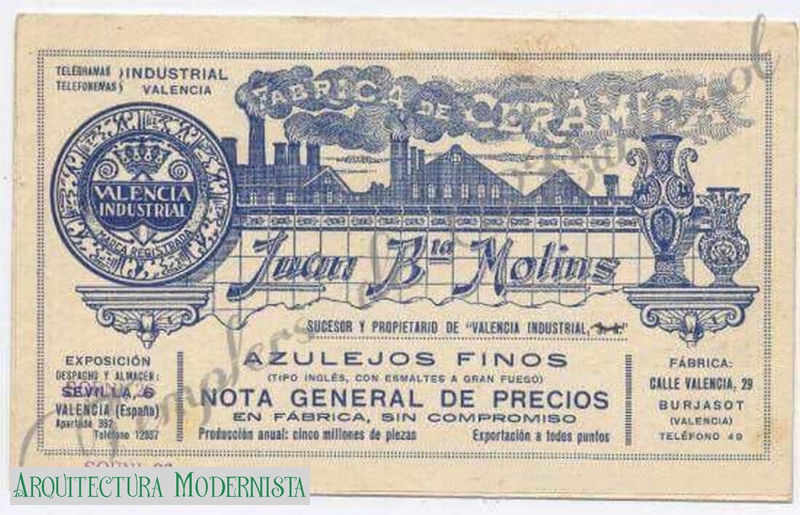 TELEGRAMAS
TELEFONEMAS
INDUSTRIAL
VALENCIA
FABRICA DE CERÁMICA
VALENCIA
INDUSTRIAL
MARCA REGISTRADA
Juan Bta Molins
SUCESOR Y PROPIETARIO DE "VALENCIA INDUSTRIAL,
EXPOSICIÓN
DESPACHO Y ALMACÉN:
SEVILLA, 6
VALENCIA (España)
Apartado 362
Teléfono 12057
AZULEJOS FINOS
(TIPO INGLÉS, CON ESMALTES A GRAN FUEGO)
NOTA GENERAL DE PRECIOS
EN FÁBRICA, SIN COMPROMISO
Producción anual: cinco millones de piezas
Exportación a todos puntos
FÁBRICA:
CALLE VALENCIA, 29
BURJASOT
(VALENCIA)
TELÉFONO 49
Arquitectura Modernista